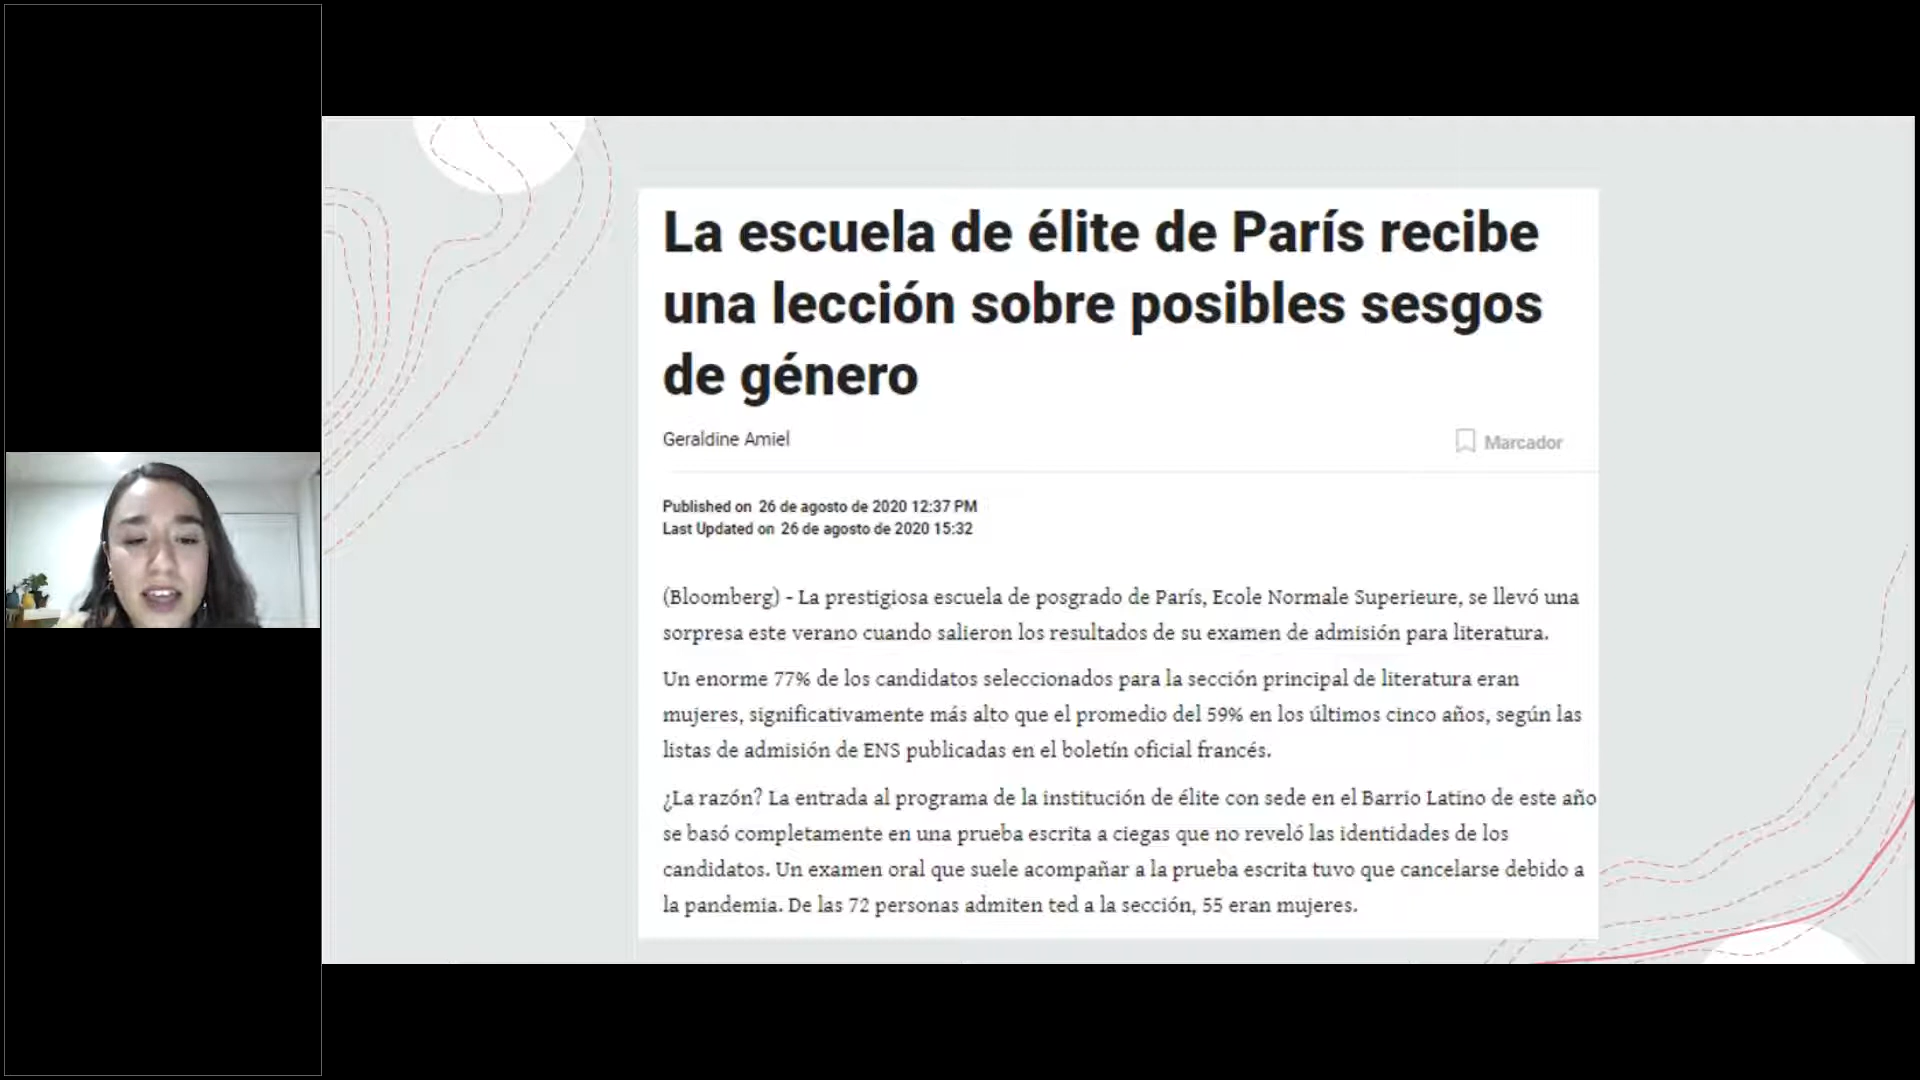 La escuela de élite de París recibe
una lección sobre posibles sesgos
de género
Geraldine Amiel
Marcador
Published on 26 de agosto de 2020 12:37 PM
Last Updated on 26 de agosto de 2020 15:32
(Bloomberg) - La prestigiosa escuela de posgrado de París, Ecole Normale Superieure, se llevó una
sorpresa este verano cuando salieron los resultados de su examen de admisión para literatura.
Un enorme 77% de los candidatos seleccionados para la sección principal de literatura eran
mujeres, significativamente más alto que el promedio del 59% en los últimos cinco años, según las
listas de admisión de ENS publicadas en el boletín oficial francés.
¿La razón? La entrada al programa de la institución de élite con sede en el Barrio Latino de este año
se basó completamente en una prueba escrita a ciegas que no reveló las identidades de los
candidatos. Un examen oral que suele acompañar a la prueba escrita tuvo que cancelarse debido a
la pandemia. De las 72 personas admiten ted a la sección, 55 eran mujeres.